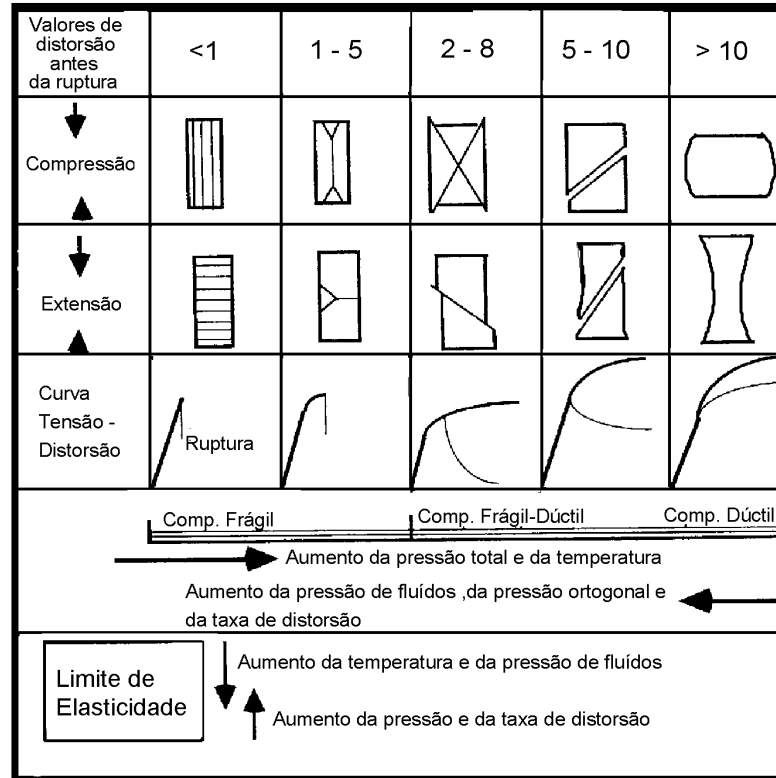 Valores de
distorsão
antes
da ruptura
<1
1 - 5
2 - 8
5 - 10
> 10
Compressão
Extensão
Curva
Tensão -
Distorsão
Ruptura
Comp. Frágil
Comp. Frágil-Dúctil
Comp. Dúctil
Aumento da pressão total e da temperatura
Aumento da pressão de fluídos ,da pressão ortogonal e
da taxa de distorsão
Limite de
Elasticidade
Aumento da temperatura e da pressão de fluídos
Aumento da pressão e da taxa de distorsão